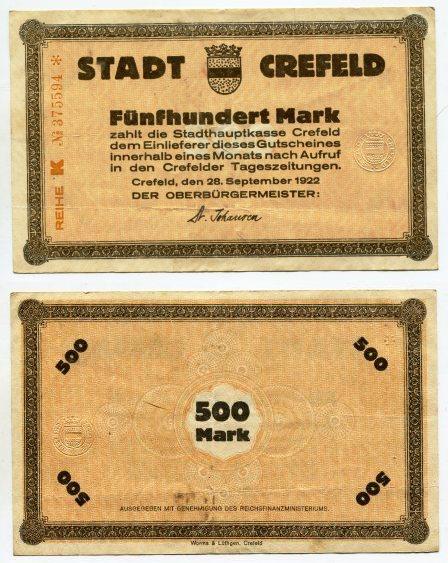 STADT CREFELD
REIHE K № 375594 *
Fünfhundert Mark
zahlt die Stadthauptkasse Crefeld
dem Einlieferer dieses Gutscheines
innerhalb eines Monats nach Aufruf
in den Crefelder Tageszeitungen.
Crefeld, den 28. September 1922
DER OBERBÜRGERMEISTER:
Dr. Johansen
500
500
500
Mark
500
500
AUSGEGEBEN MIT GENEHMIGUNG DES REICHSFINANZMINISTERIUMS.
Worms & Lüthgen, Crefeld